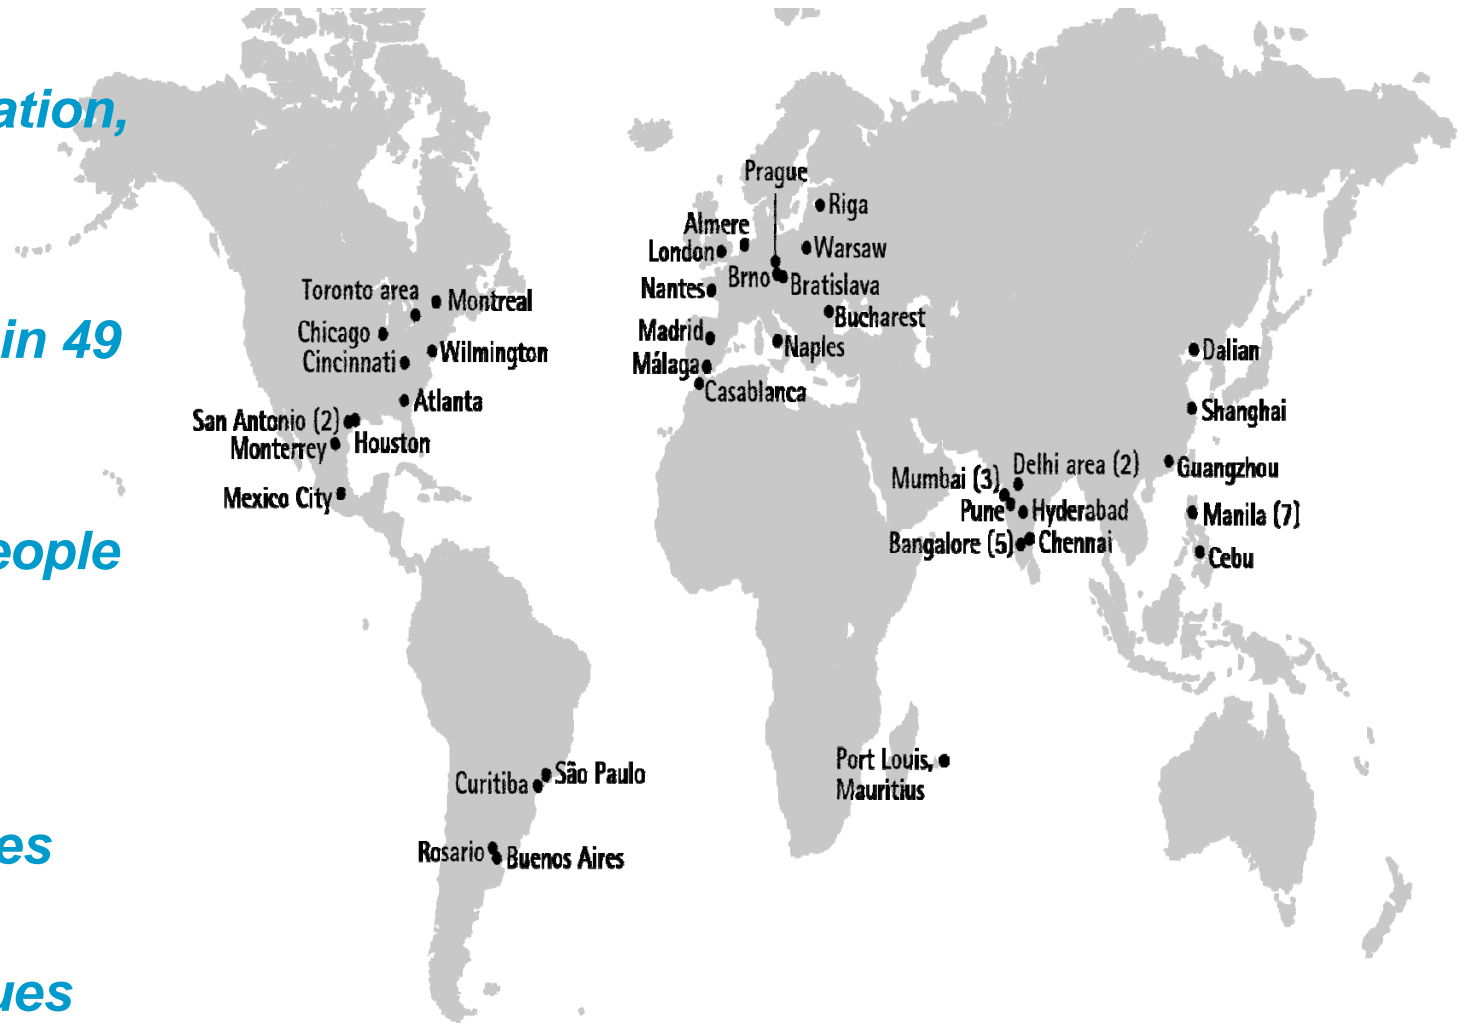 ation,
in 49
eople
es
ues
Prague
Riga
Almere
London
Warsaw
Brno
Bratislava
Nantes
Bucharest
Madrid
Naples
Málaga
Casablanca
Toronto area
Montreal
Chicago
Cincinnati
Wilmington
Atlanta
San Antonio (2)
Houston
Monterrey
Mexico City
Dalian
Shanghai
Guangzhou
Delhi area (2)
Mumbai (3)
Pune
Hyderabad
Bangalore (5)
Chennai
Manila (7)
Cebu
Port Louis,
Mauritius
São Paulo
Curitiba
Rosario
Buenos Aires